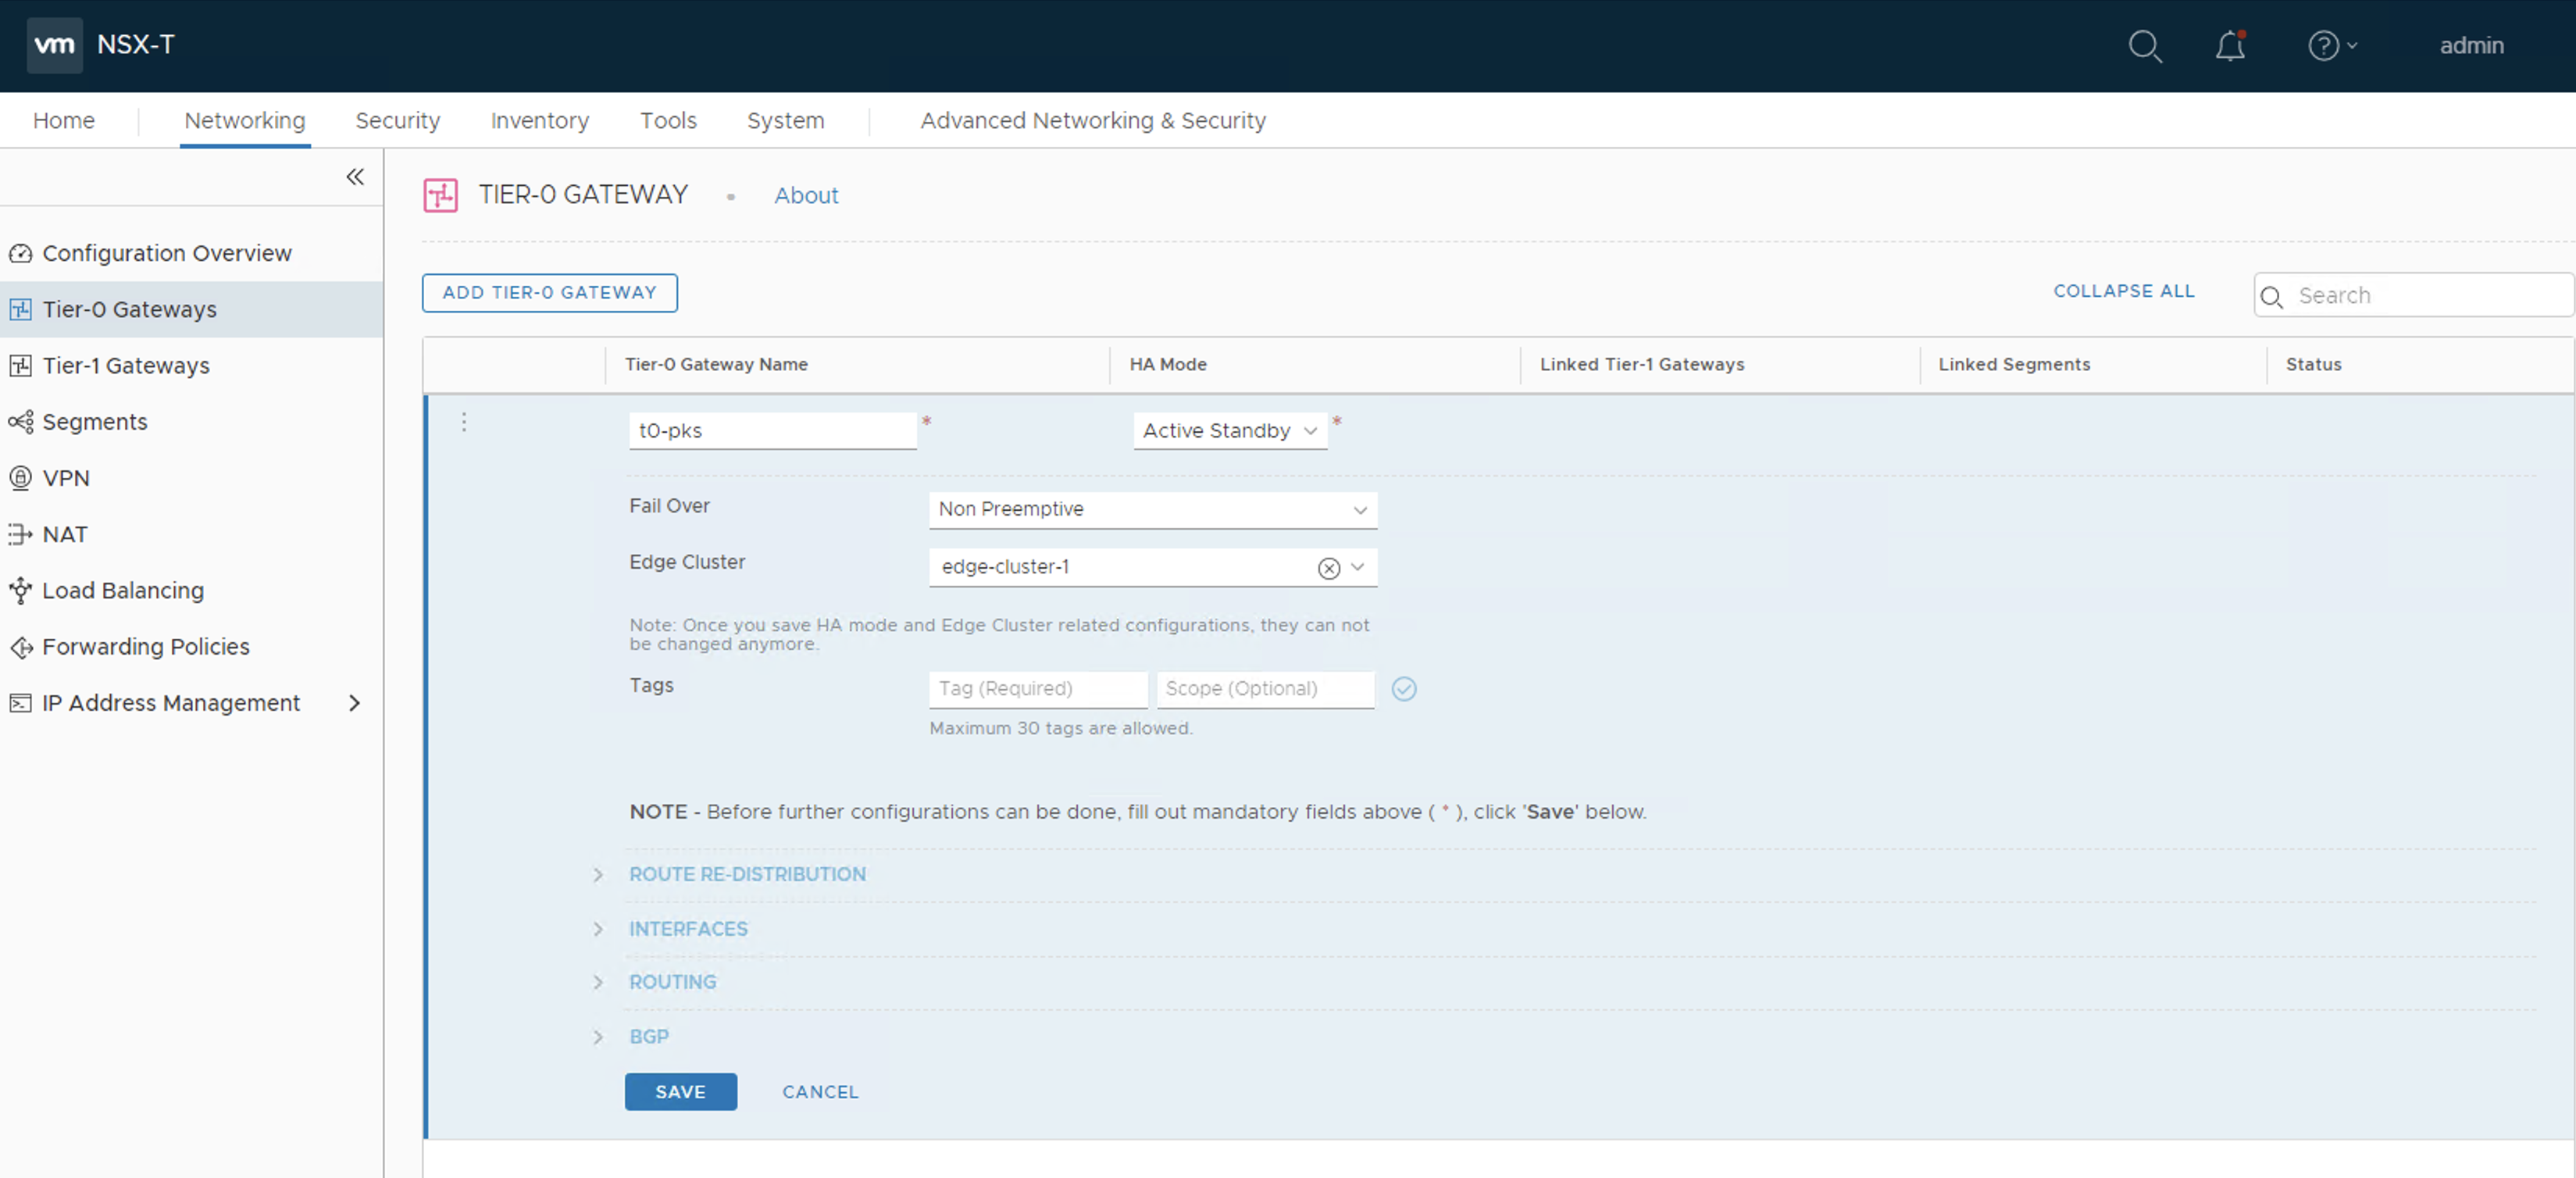 vm NSX-T
admin
Home
Networking
Security
Inventory
Tools
System
Advanced Networking & Security
Configuration Overview
Tier-0 Gateways
Tier-1 Gateways
Segments
VPN
NAT
Load Balancing
Forwarding Policies
IP Address Management
TIER-0 GATEWAY
About
ADD TIER-0 GATEWAY
COLLAPSE ALL
Search
Tier-0 Gateway Name
HA Mode
Linked Tier-1 Gateways
Linked Segments
Status
t0-pks *
Active Standby *
Fail Over
Non Preemptive
Edge Cluster
edge-cluster-1
Note: Once you save HA mode and Edge Cluster related configurations, they can not
be changed anymore.
Tags
Tag (Required)
Scope (Optional)
Maximum 30 tags are allowed.
NOTE - Before further configurations can be done, fill out mandatory fields above ( * ), click 'Save' below.
ROUTE RE-DISTRIBUTION
INTERFACES
ROUTING
BGP
SAVE
CANCEL